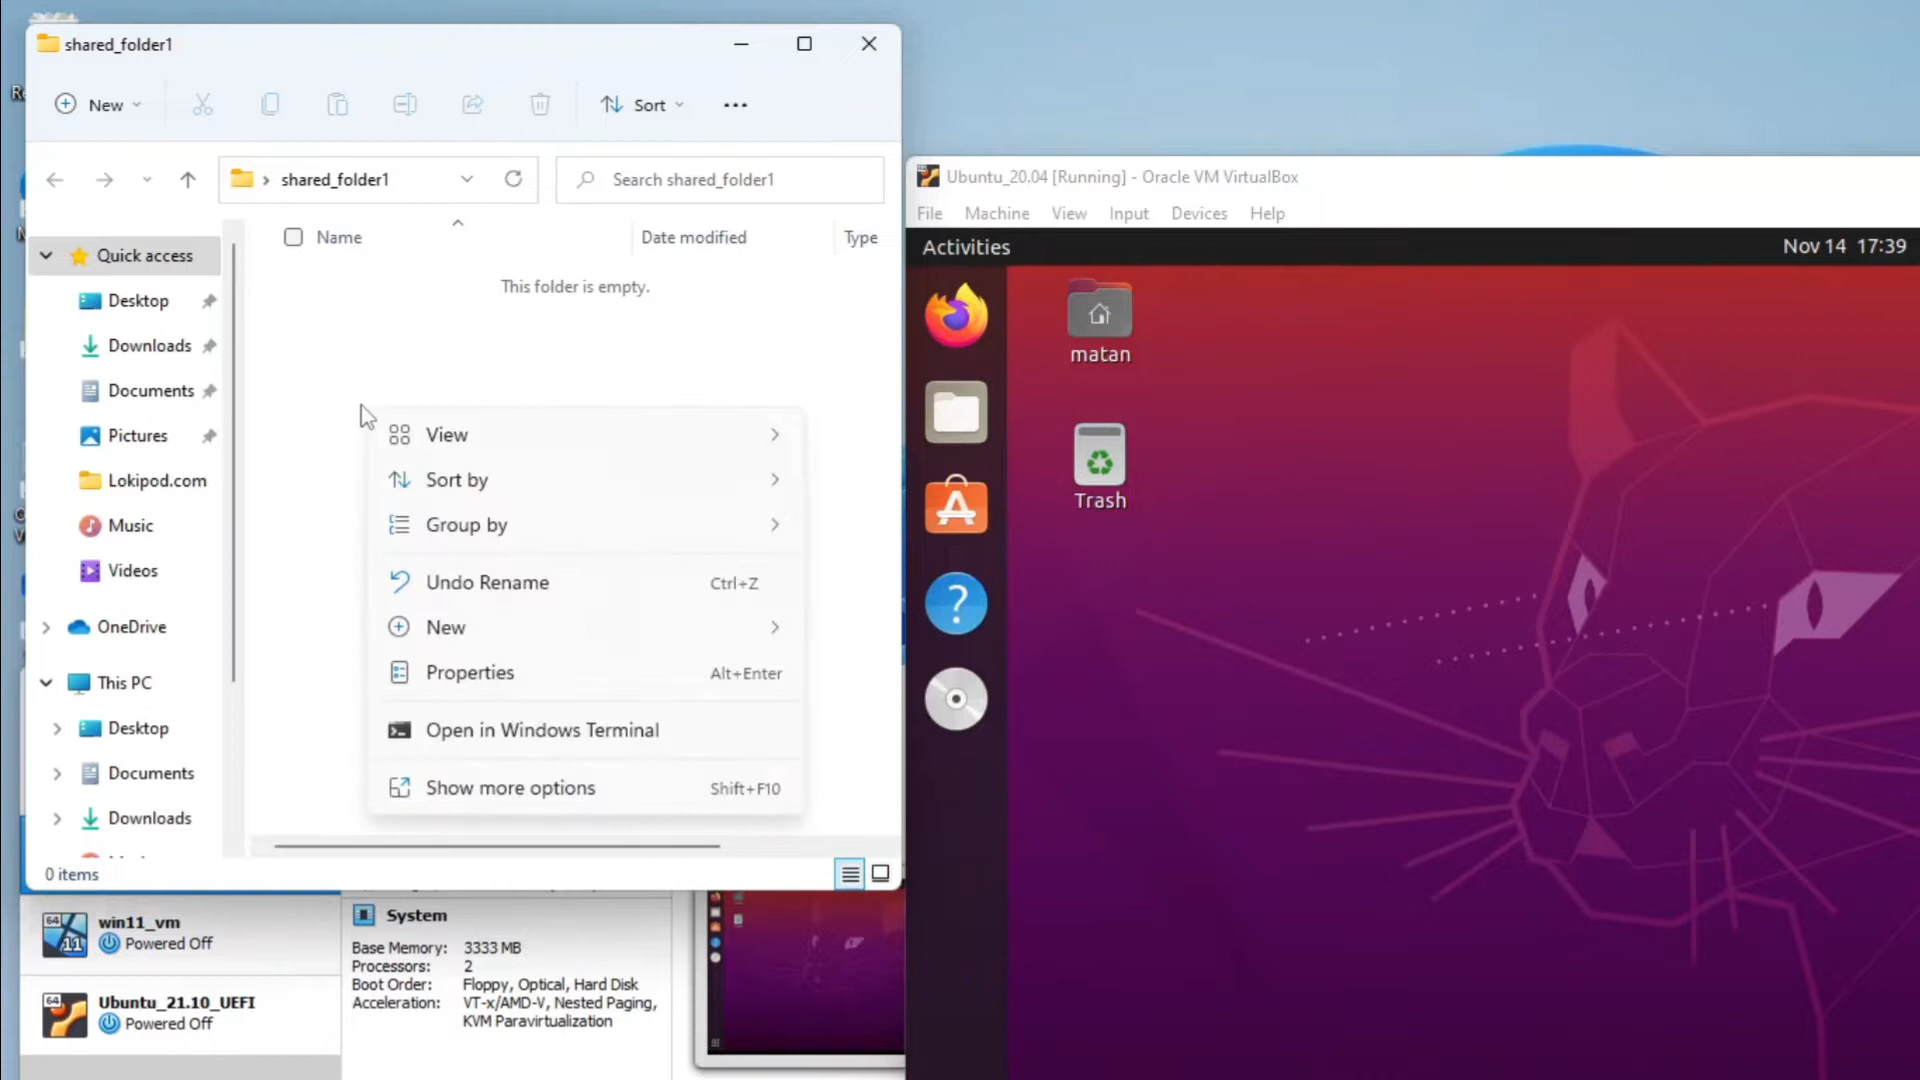 shared_folder1
New
Sort
shared_folder1
Search shared_folder1
Name
Date modified
Type
This folder is empty.
Quick access
Desktop
Downloads
Documents
Pictures
Lokipod.com
Music
Videos
OneDrive
This PC
Desktop
Documents
Downloads
0 items
View
Sort by
Group by
Undo Rename Ctrl+Z
New
Properties Alt+Enter
Open in Windows Terminal
Show more options Shift+F10
win11_vm
Powered Off
Ubuntu_21.10_UEFI
Powered Off
64
11
64
System
Base Memory: 3333 MB
Processors: 2
Boot Order: Floppy, Optical, Hard Disk
Acceleration: VT-x/AMD-V, Nested Paging,
KVM Paravirtualization
Ubuntu_20.04 [Running] - Oracle VM VirtualBox
File Machine View Input Devices Help
Activities
Nov 14 17:39
matan
Trash